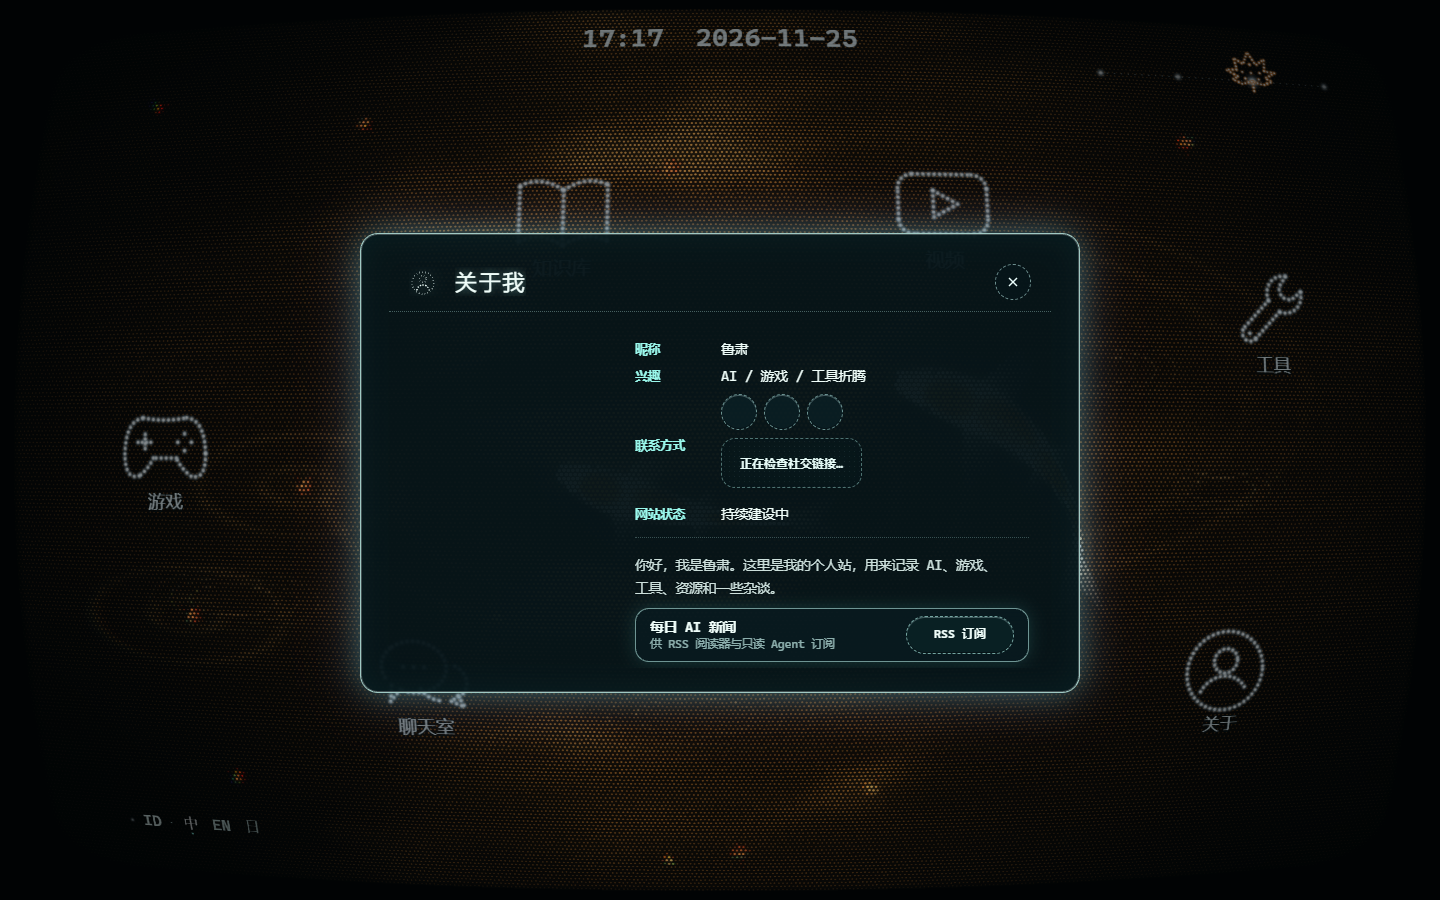 17:17 2026-11-25
知识库
视频
关于我
×
工具
昵称 鲁肃
兴趣 AI / 游戏 / 工具折腾
联系方式
正在检查社交链接…
游戏
网站状态 持续建设中
你好，我是鲁肃。这里是我的个人站，用来记录 AI、游戏、
工具、资源和一些杂谈。
每日 AI 新闻
供 RSS 阅读器与只读 Agent 订阅
RSS 订阅
聊天室
关于
ID · 中 EN 日